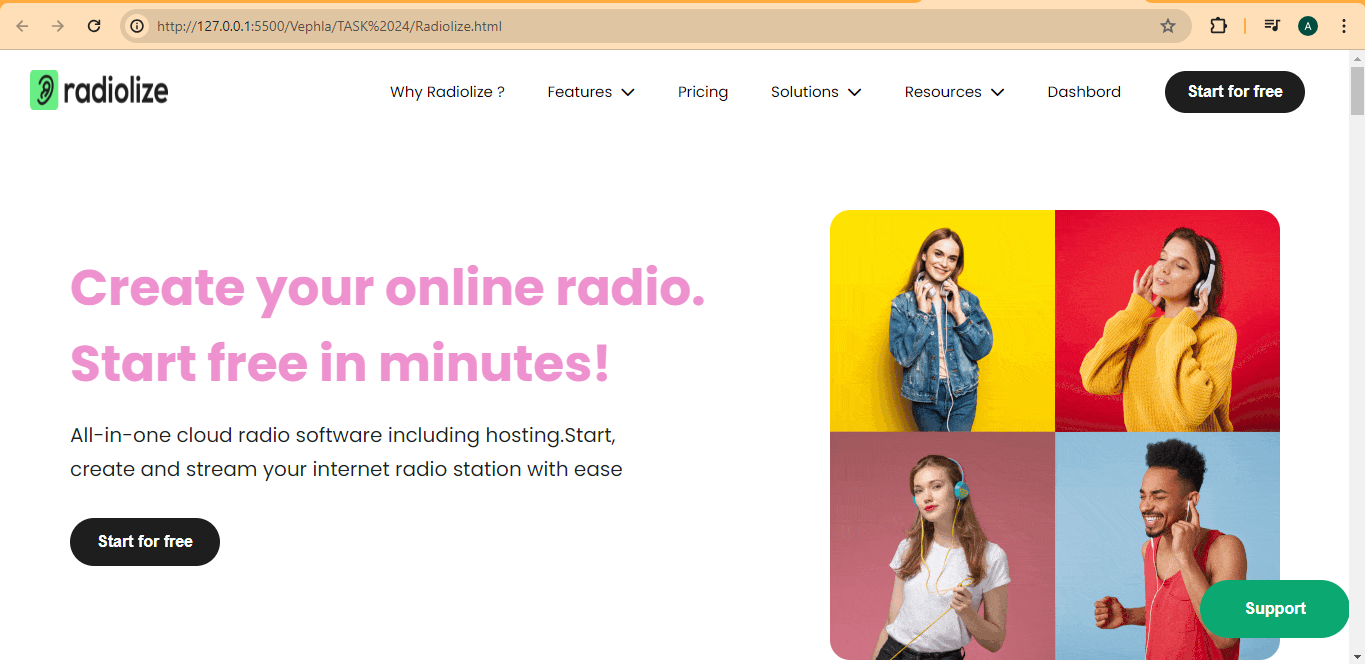 http://127.0.0.1:5500/Vephla/TASK%2024/Radiolize.html
A
radiolize
Why Radiolize ?
Features
Pricing
Solutions
Resources
Dashbord
Start for free
Create your online radio.
Start free in minutes!
All-in-one cloud radio software including hosting.Start,
create and stream your internet radio station with ease
Start for free
Support